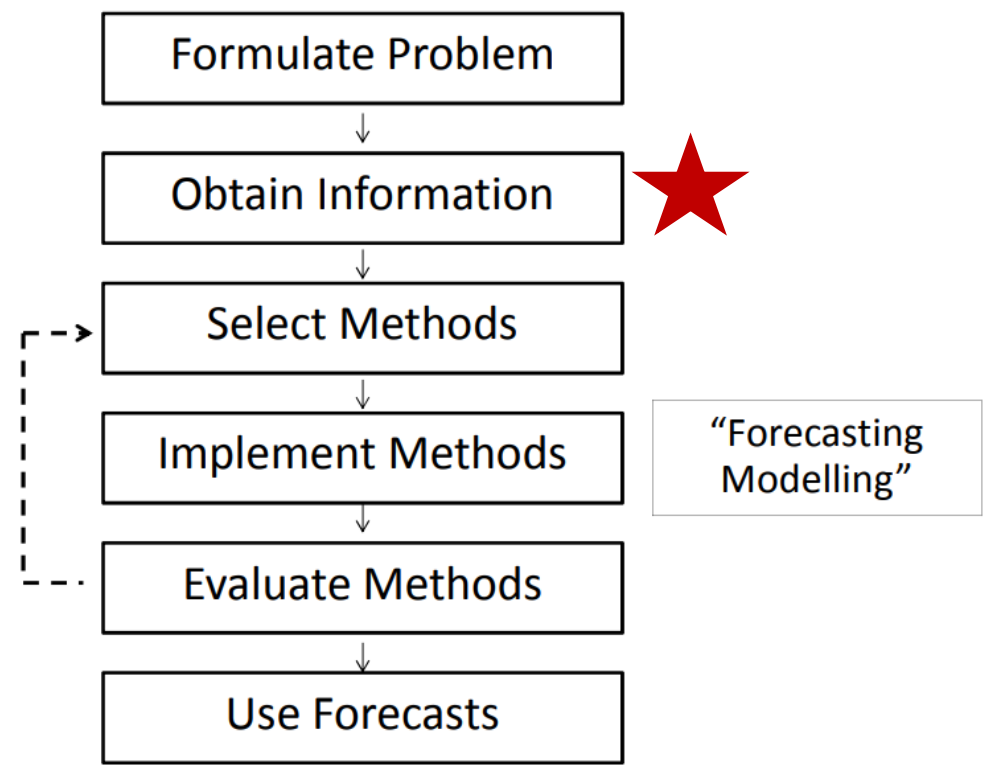 Formulate Problem
Obtain Information
Select Methods
Implement Methods
“Forecasting
Modelling”
Evaluate Methods
Use Forecasts